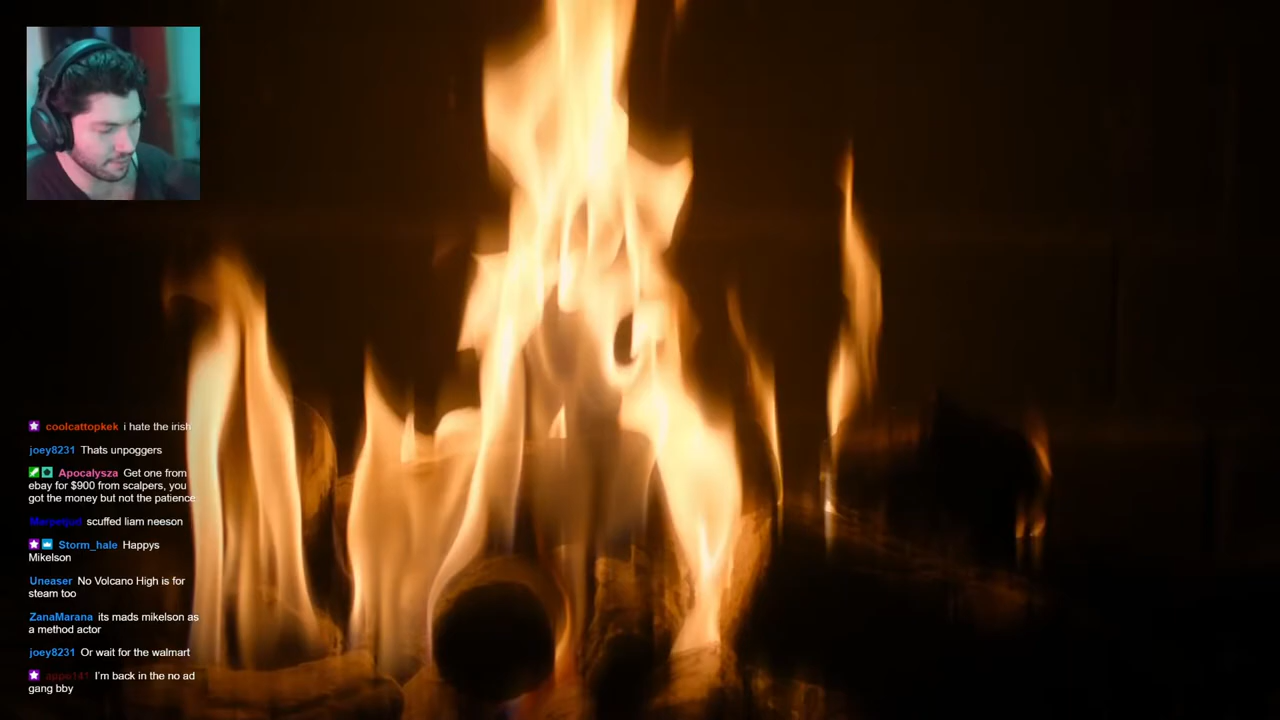 coolcattopkek i hate the irish
joey8231 Thats unpoggers
Apocalysza Get one from
ebay for $900 from scalpers, you
got the money but not the patience
scuffed liam neeson
Storm_hale Happys
Mikelson
Uneaser No Volcano High is for
steam too
ZanaMarana its mads mikelson as
a method actor
joey8231 Or wait for the walmart
appo141 I'm back in the no ad
gang bby